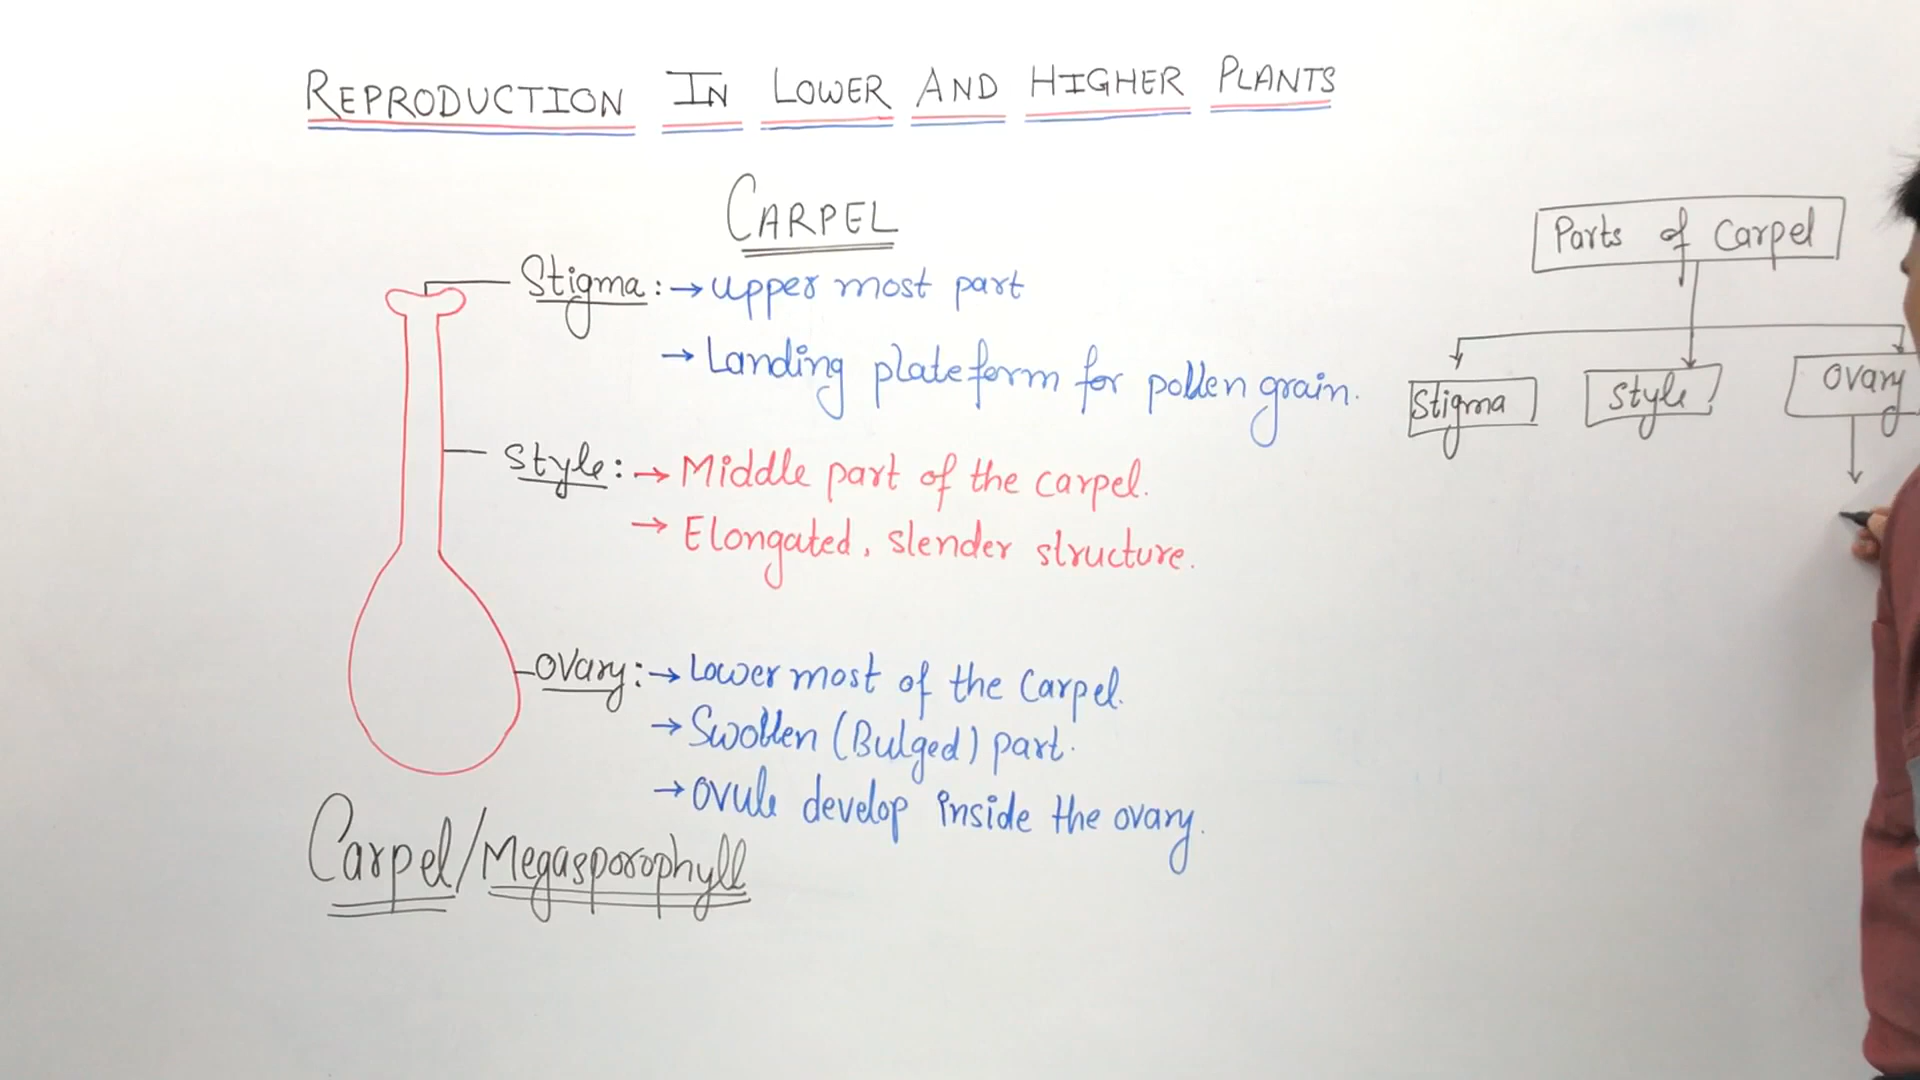 REPRODUCTION IN LOWER AND HIGHER PLANTS
CARPEL
Stigma : → upper most part
→ Landing plateform for pollen grain.
Style : → Middle part of the carpel.
→ Elongated, slender structure.
ovary : → Lower most of the Carpel.
→ Swollen (Bulged) part.
→ ovule develop inside the ovary.
Carpel/Megasporophyll
Parts of Carpel
Stigma
Style
Ovary